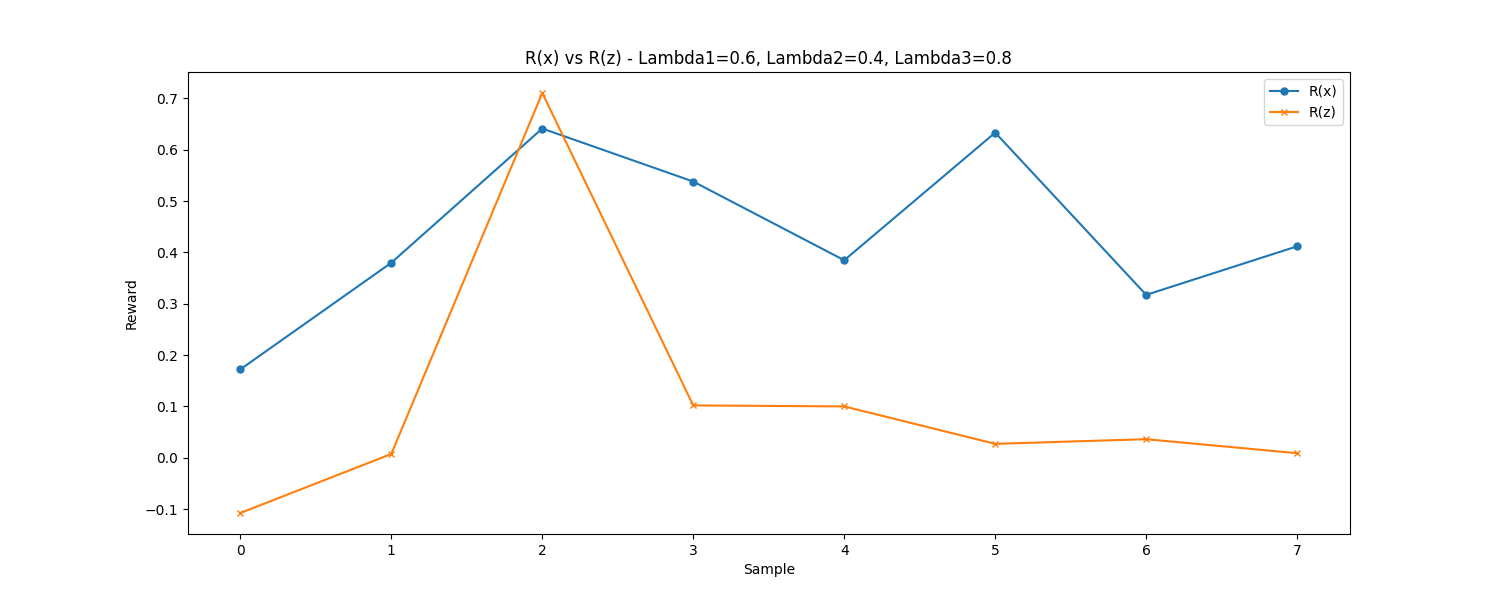 R(x) vs R(z) - Lambda1=0.6, Lambda2=0.4, Lambda3=0.8
R(x)
R(z)
0.7
0.6
0.5
0.4
0.3
0.2
0.1
0.0
−0.1
Reward
0 1 2 3 4 5 6 7
Sample